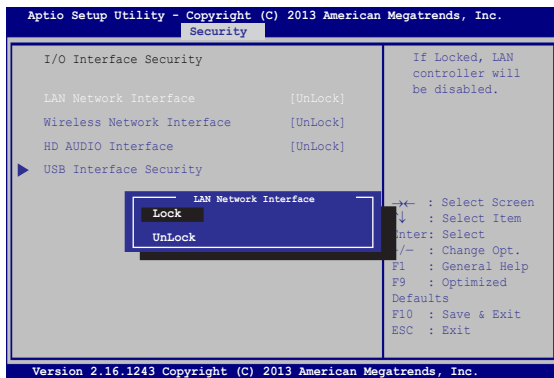 Aptio Setup Utility - Copyright (C) 2013 American Megatrends, Inc.
Security
I/O Interface Security
LAN Network Interface [UnLock]
Wireless Network Interface [UnLock]
HD AUDIO Interface [UnLock]
USB Interface Security
If Locked, LAN
controller will
be disabled.
LAN Network Interface
Lock
UnLock
→← : Select Screen
↑↓ : Select Item
Enter: Select
+/— : Change Opt.
F1 : General Help
F9 : Optimized
Defaults
F10 : Save & Exit
ESC : Exit
Version 2.16.1243 Copyright (C) 2013 American Megatrends, Inc.